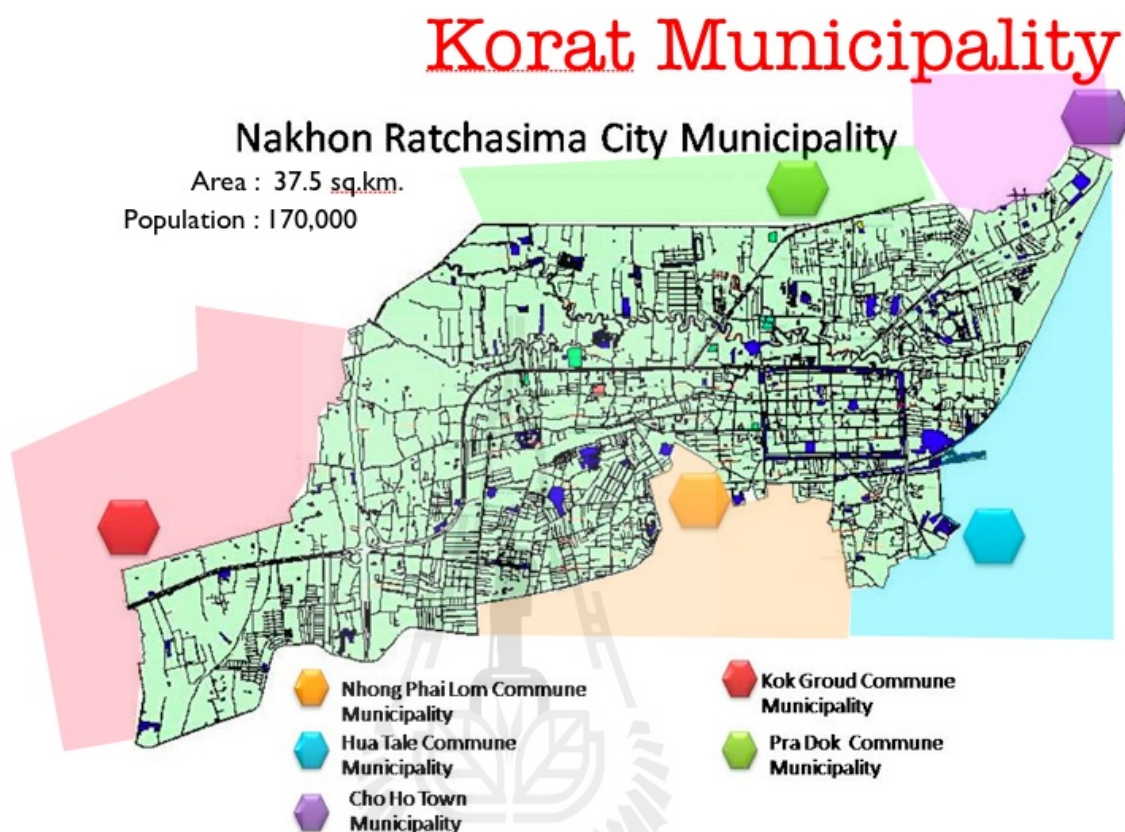 Korat Municipality
Nakhon Ratchasima City Municipality
Area : 37.5 sq.km.
Population : 170,000
Nhong Phai Lom Commune
Municipality
Hua Tale Commune
Municipality
Cho Ho Town
Municipality
Kok Groud Commune
Municipality
Pra Dok Commune
Municipality